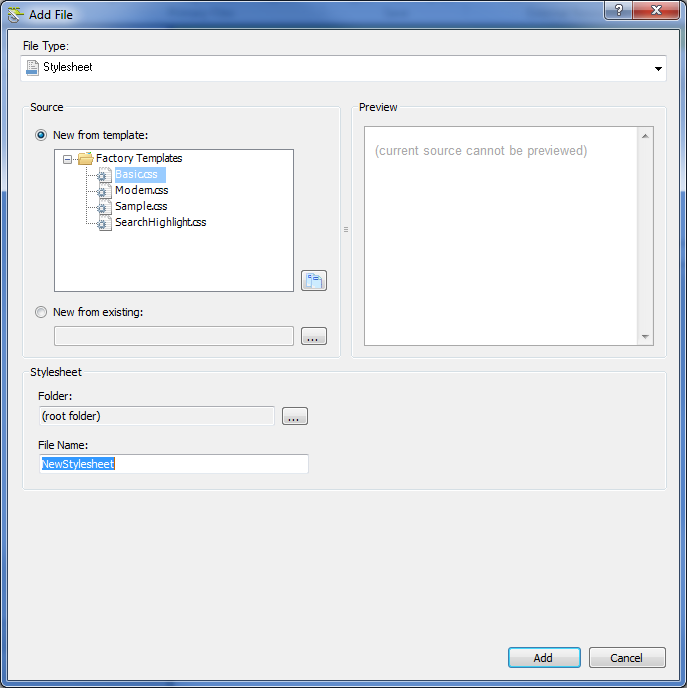 Add File
?
File Type:
Stylesheet
Source
New from template:
Factory Templates
Basic.css
Modern.css
Sample.css
SearchHighlight.css
New from existing:
...
Preview
(current source cannot be previewed)
Stylesheet
Folder:
(root folder)
...
File Name:
NewStylesheet
Add
Cancel